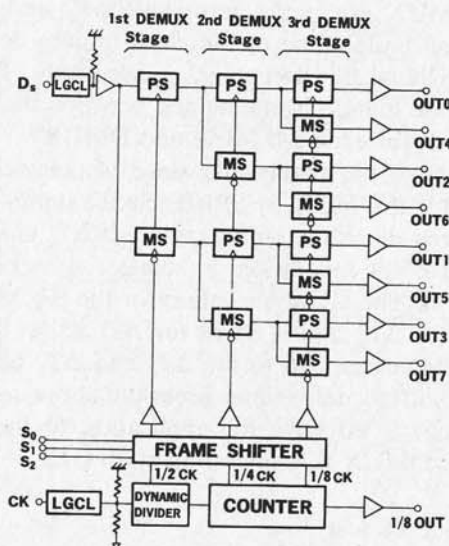 1st DEMUX 2nd DEMUX 3rd DEMUX
Stage Stage Stage
Ds LGCL PS PS PS OUT0
MS OUT4
MS PS OUT2
MS OUT6
MS PS PS OUT1
MS OUT5
MS PS OUT3
MS OUT7
S0
S1
S2
FRAME SHIFTER
1/2 CK 1/4 CK 1/8 CK
CK LGCL DYNAMIC DIVIDER COUNTER 1/8 OUT